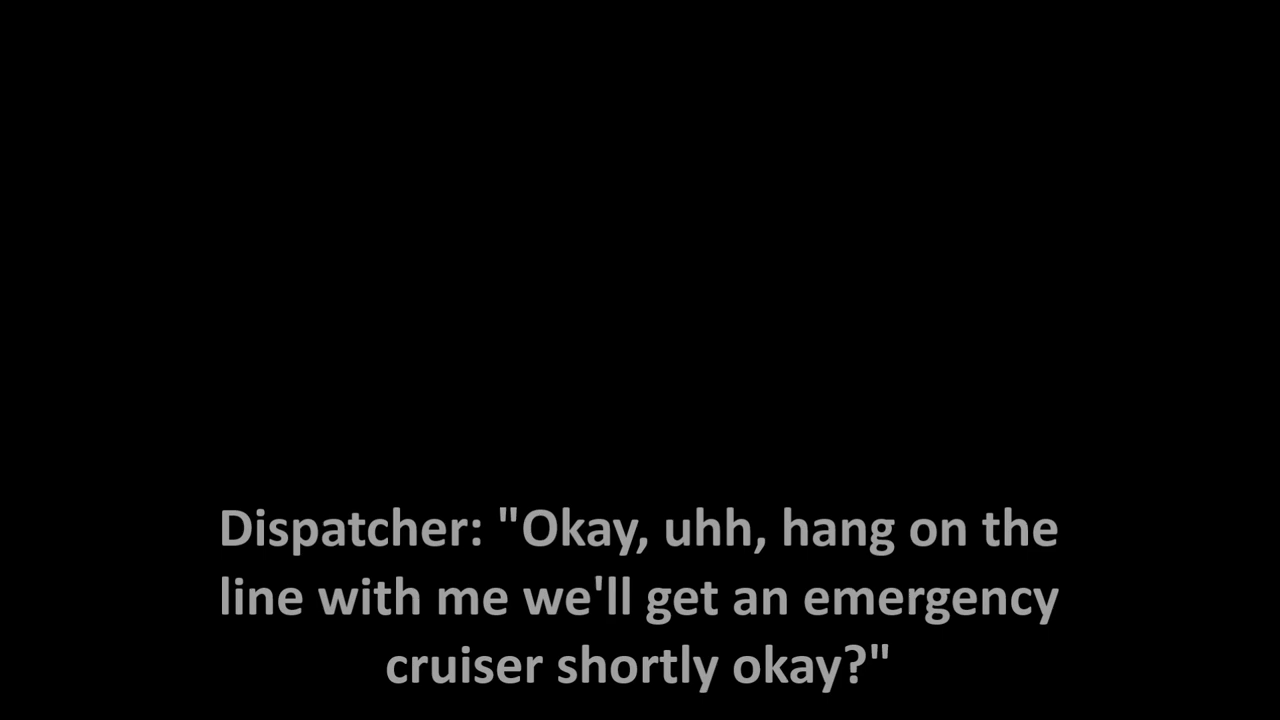 Dispatcher: "Okay, uhh, hang on the
line with me we'll get an emergency
cruiser shortly okay?"